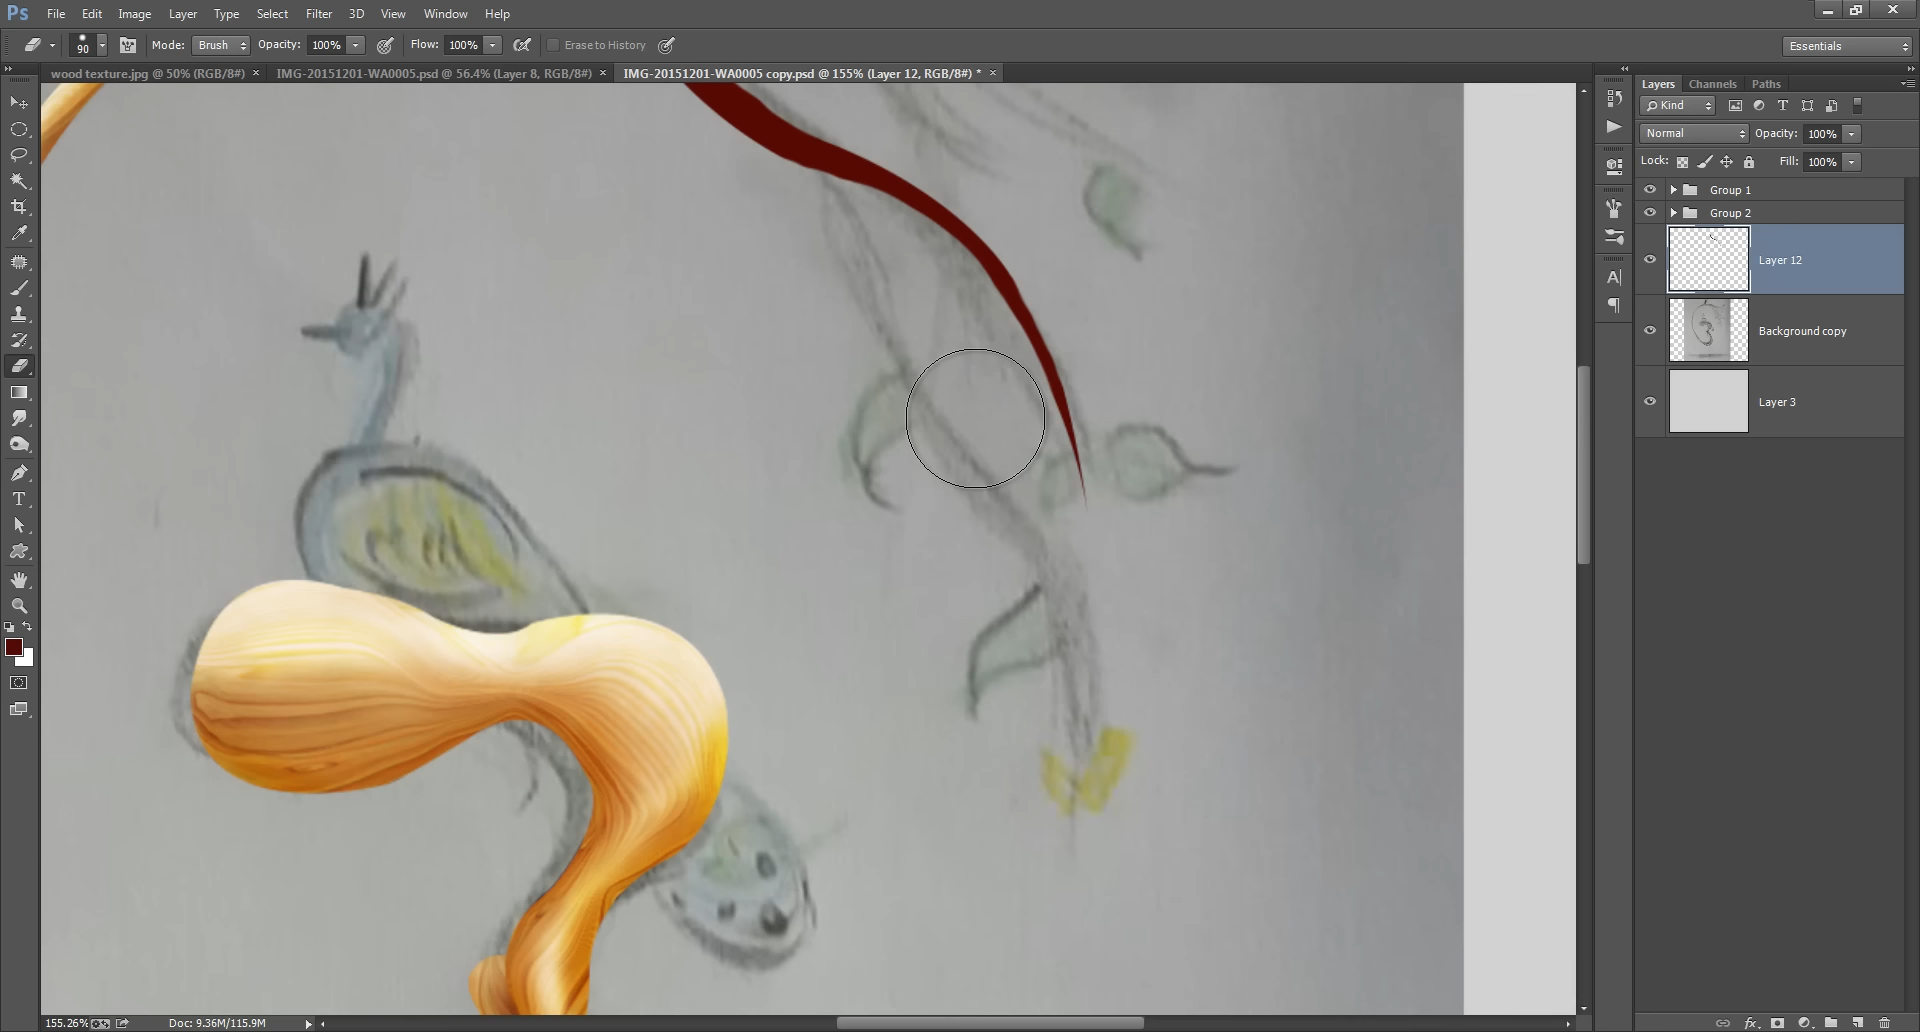 Ps File Edit Image Layer Type Select Filter 3D View Window Help
90 Mode: Brush Opacity: 100% Flow: 100% Erase to History Essentials
wood texture.jpg @ 50% (RGB/8#) × IMG-20151201-WA0005.psd @ 56.4% (Layer 8, RGB/8#) × IMG-20151201-WA0005 copy.psd @ 155% (Layer 12, RGB/8#) * ×
Layers Channels Paths
Kind T
Normal Opacity: 100%
Lock: Fill: 100%
Group 1
Group 2
Layer 12
Background copy
Layer 3
A
T
fx
155.26% Doc: 9.36M/115.9M